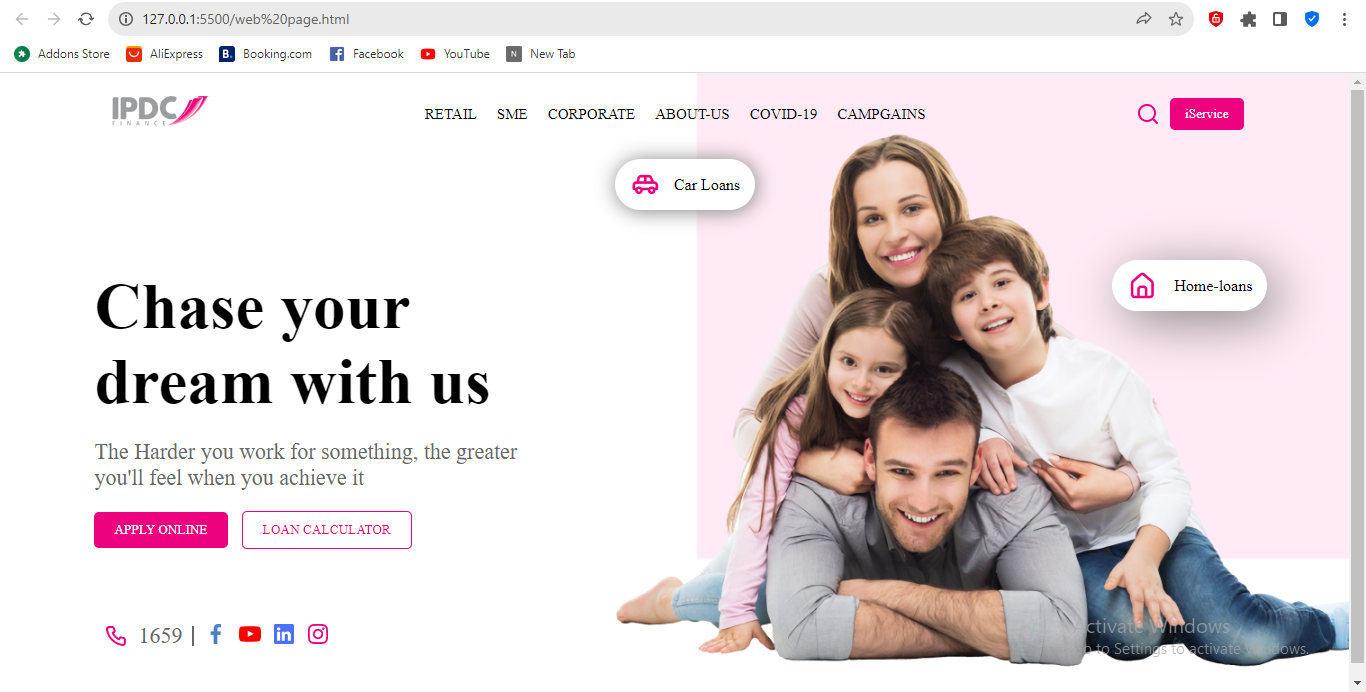 127.0.0.1:5500/web%20page.html
Addons Store AliExpress B. Booking.com Facebook YouTube N New Tab
IPDC
FINANCE
RETAIL SME CORPORATE ABOUT-US COVID-19 CAMPGAINS
iService
Car Loans
Home-loans
Chase your
dream with us
The Harder you work for something, the greater
you'll feel when you achieve it
APPLY ONLINE LOAN CALCULATOR
1659 |
Activate Windows
to Settings to activate Windows.